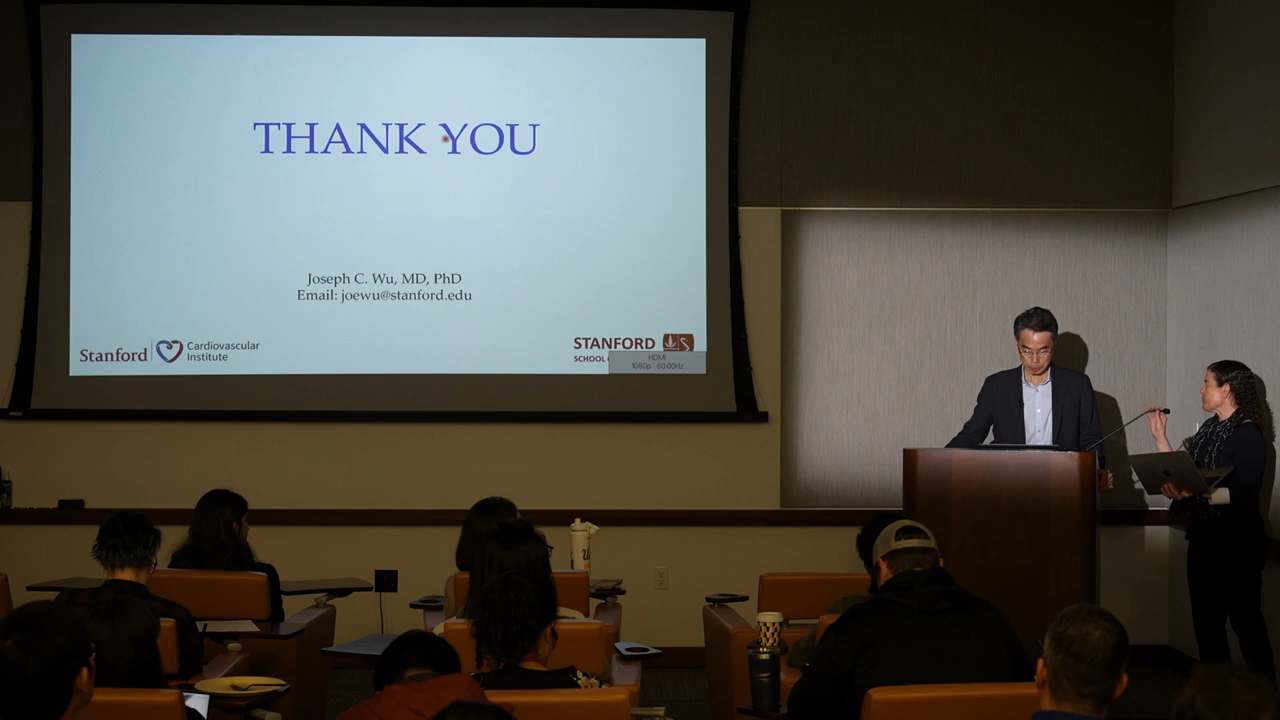 THANK YOU
Joseph C. Wu, MD, PhD
Email: joewu@stanford.edu
Stanford
Cardiovascular
Institute
STANFORD
SCHOOL
HDMI
1080p 60.00Hz